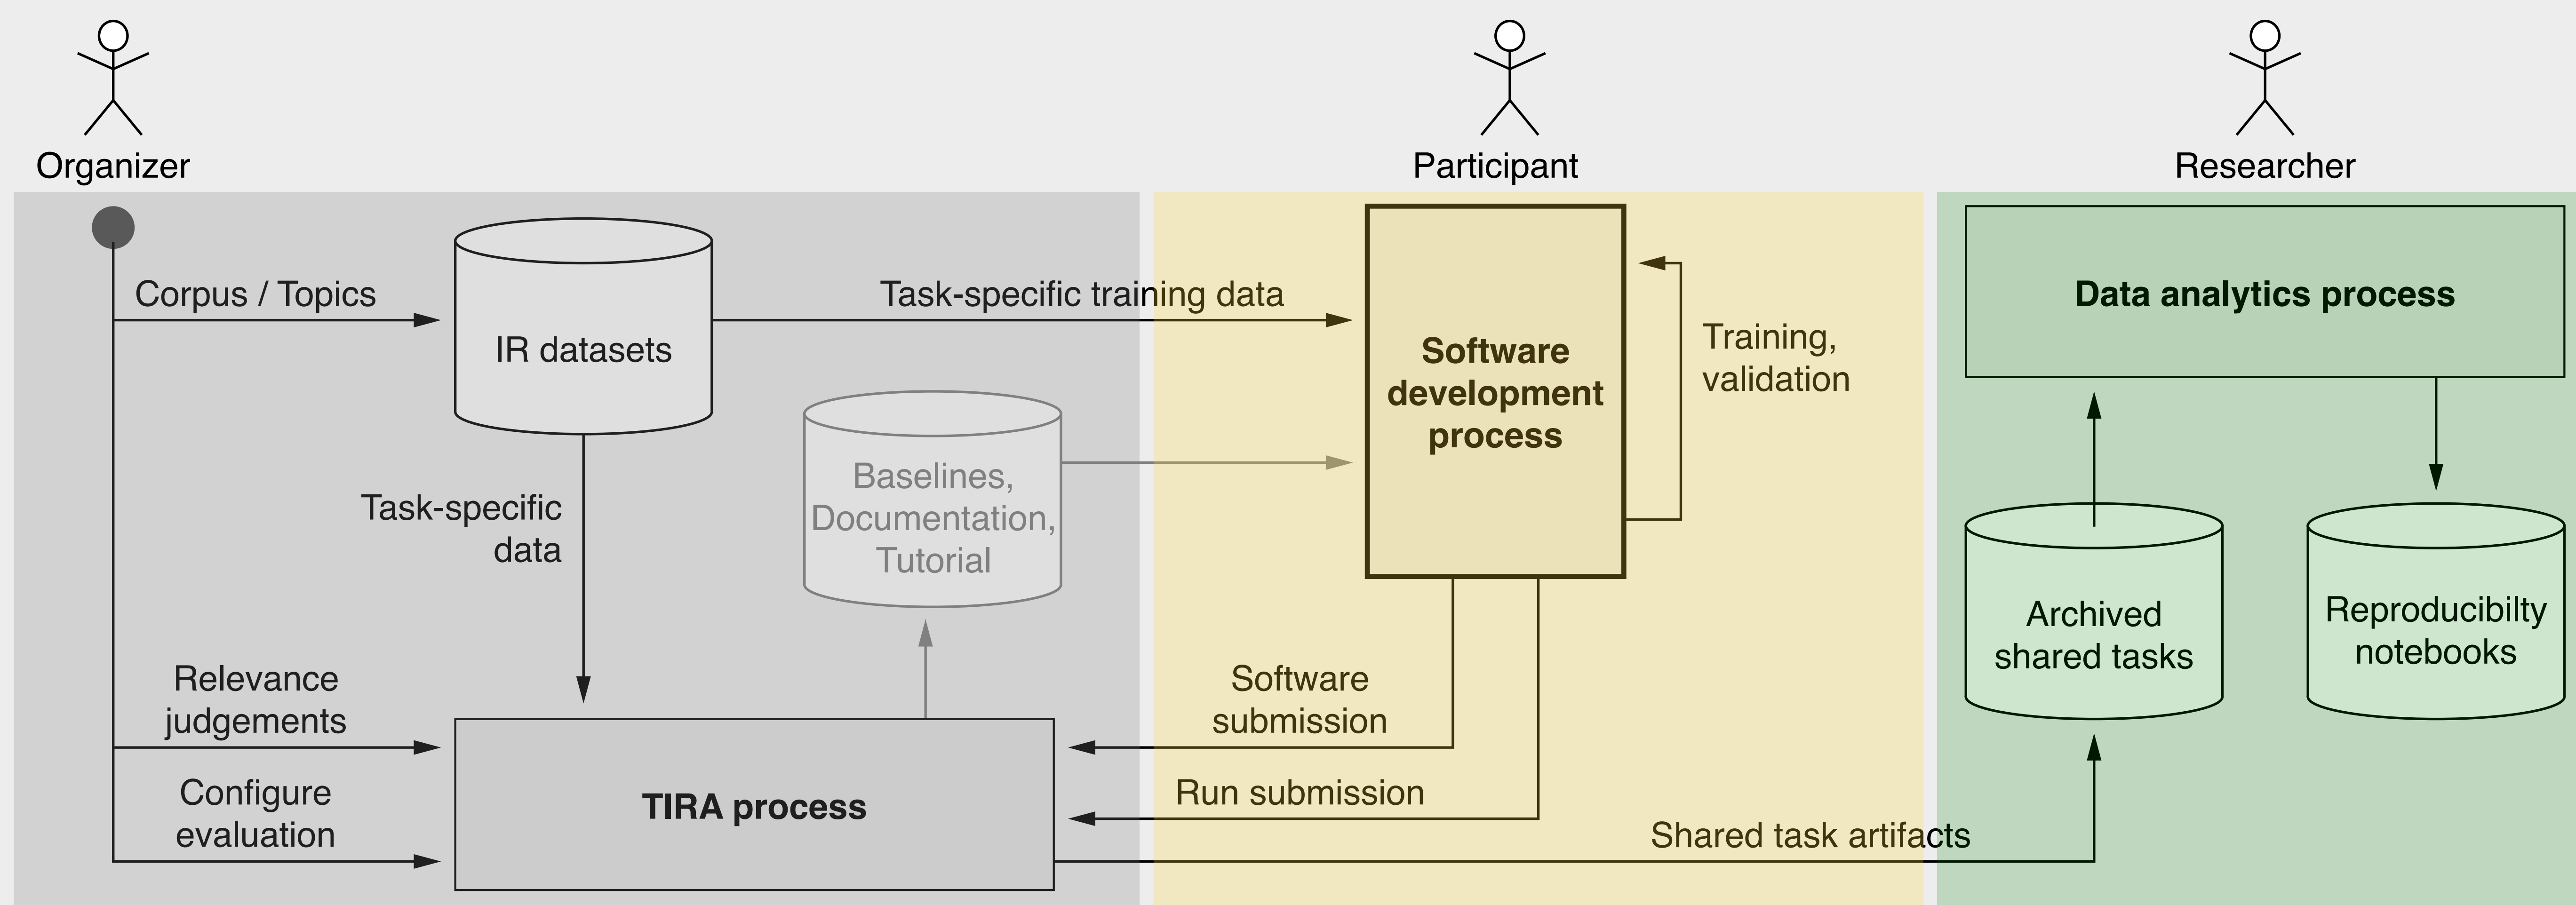 Organizer
Participant
Researcher
Corpus / Topics
IR datasets
Task-specific training data
Software
development
process
Training,
validation
Data analytics process
Baselines,
Documentation,
Tutorial
Task-specific
data
Archived
shared tasks
Reproducibilty
notebooks
Relevance
judgements
Software
submission
Configure
evaluation
TIRA process
Run submission
Shared task artifacts